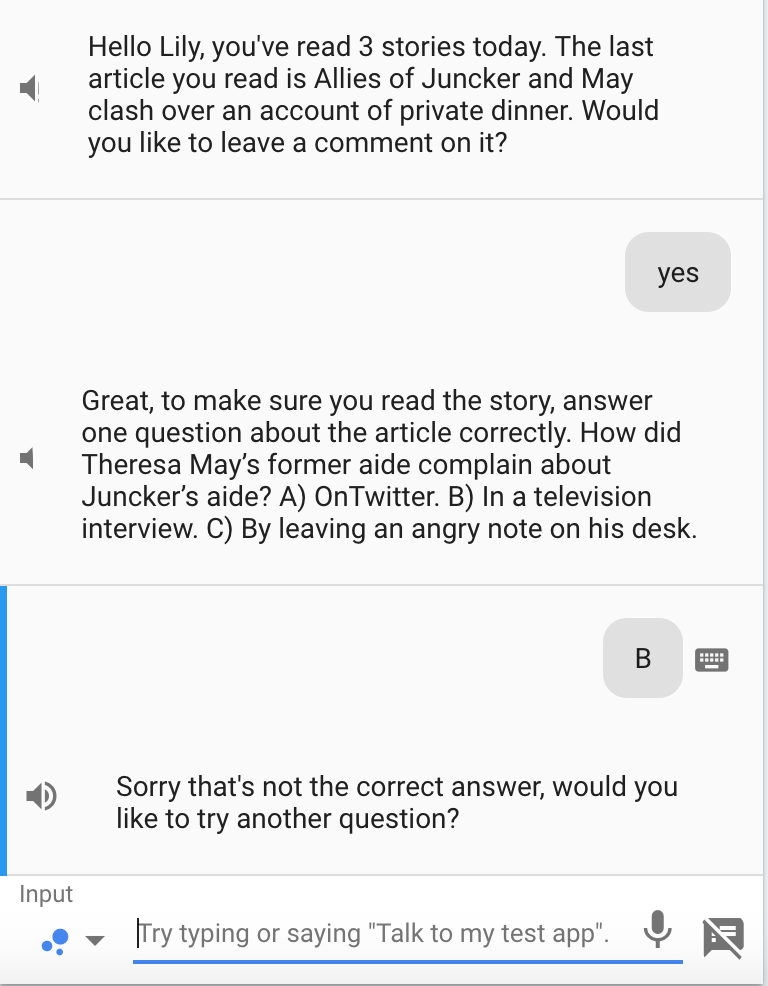 Hello Lily, you've read 3 stories today. The last
article you read is Allies of Juncker and May
clash over an account of private dinner. Would
you like to leave a comment on it?
yes
Great, to make sure you read the story, answer
one question about the article correctly. How did
Theresa May’s former aide complain about
Juncker’s aide? A) OnTwitter. B) In a television
interview. C) By leaving an angry note on his desk.
B
Sorry that's not the correct answer, would you
like to try another question?
Input
Try typing or saying "Talk to my test app".